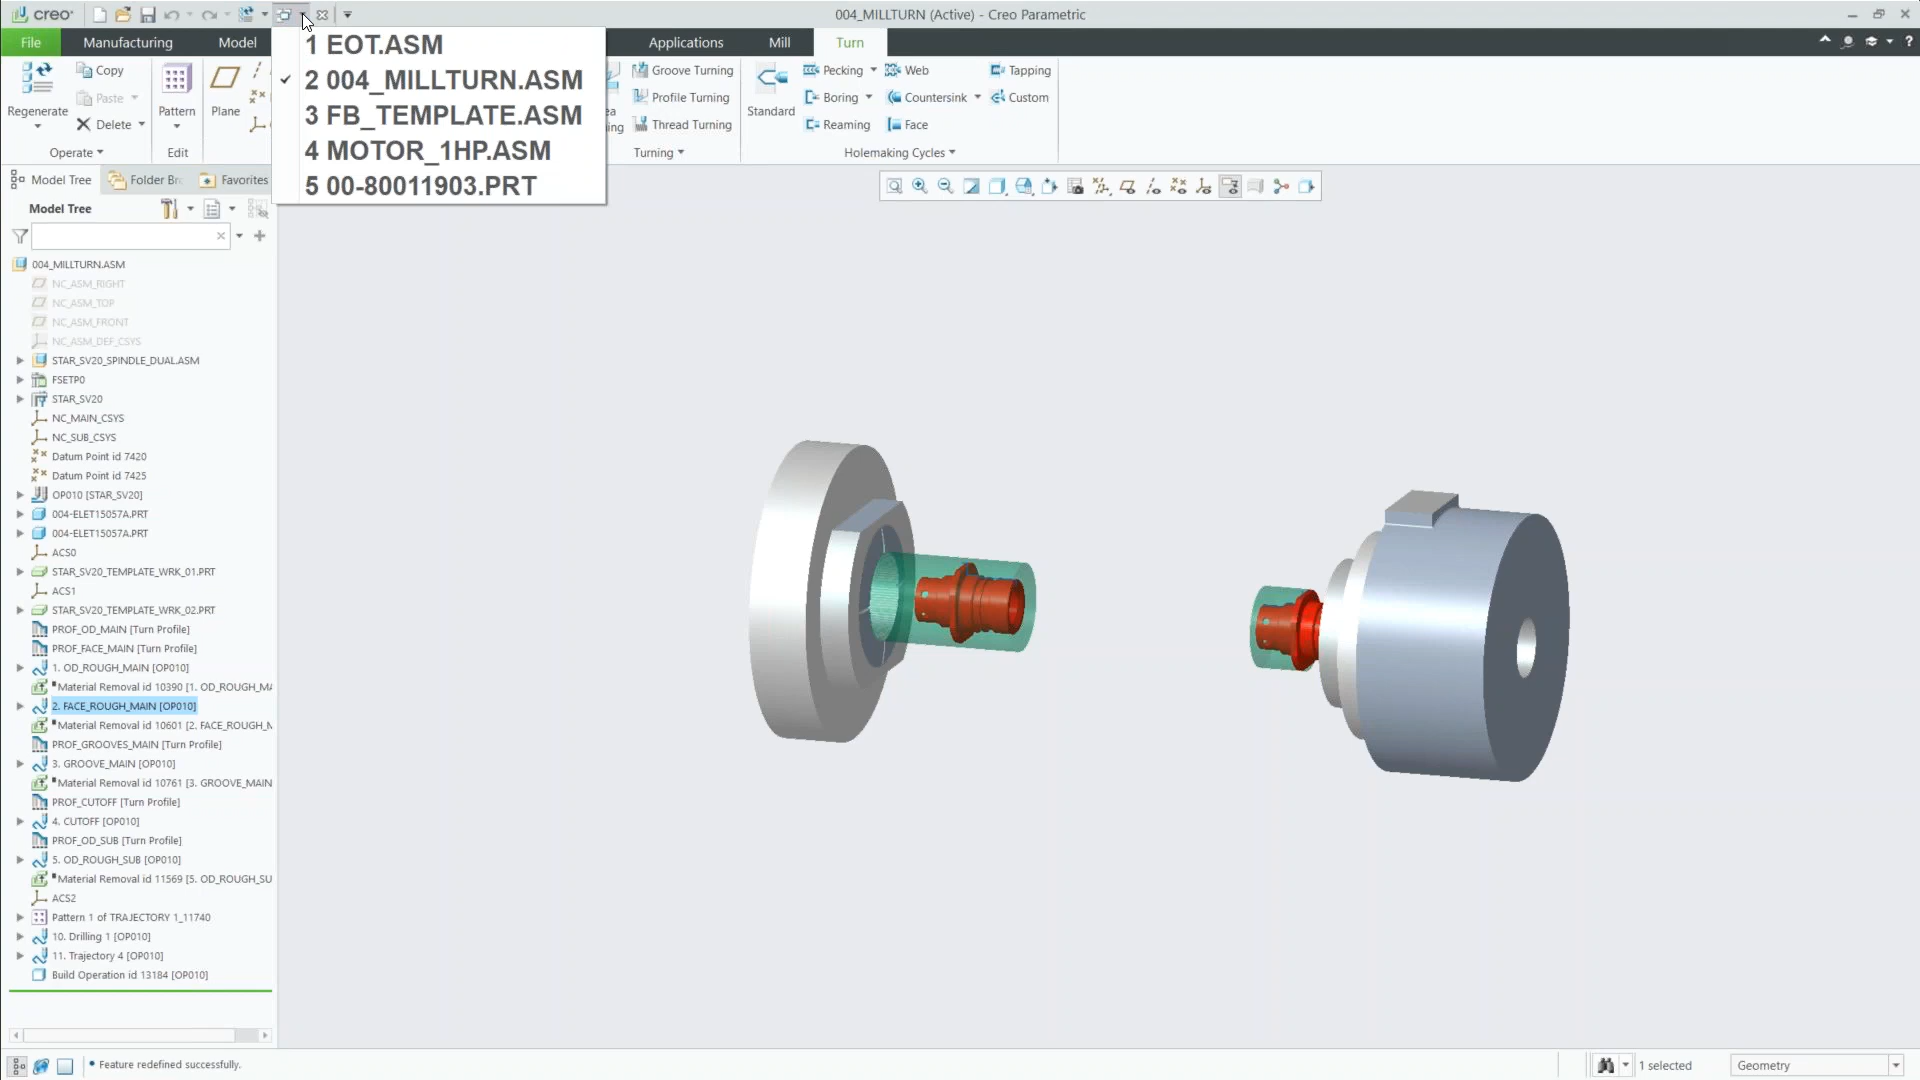 creo
004_MILLTURN (Active) - Creo Parametric
File
Manufacturing
Model
Applications
Mill
Turn
1 EOT.ASM
2 004_MILLTURN.ASM
3 FB_TEMPLATE.ASM
4 MOTOR_1HP.ASM
5 00-80011903.PRT
Regenerate
Copy
Paste
Delete
Operate
Pattern
Edit
Plane
Groove Turning
Profile Turning
Thread Turning
Turning
Standard
Pecking
Boring
Reaming
Web
Countersink
Face
Tapping
Custom
Holemaking Cycles
Model Tree
Folder Br
Favorites
Model Tree
004_MILLTURN.ASM
NC_ASM_RIGHT
NC_ASM_TOP
NC_ASM_FRONT
NC_ASM_DEF_CSYS
STAR_SV20_SPINDLE_DUAL.ASM
FSETP0
STAR_SV20
NC_MAIN_CSYS
NC_SUB_CSYS
Datum Point id 7420
Datum Point id 7425
OP010 [STAR_SV20]
004-ELET15057A.PRT
004-ELET15057A.PRT
ACS0
STAR_SV20_TEMPLATE_WRK_01.PRT
ACS1
STAR_SV20_TEMPLATE_WRK_02.PRT
PROF_OD_MAIN [Turn Profile]
PROF_FACE_MAIN [Turn Profile]
1. OD_ROUGH_MAIN [OP010]
Material Removal id 10390 [1. OD_ROUGH_MA
2. FACE_ROUGH_MAIN [OP010]
Material Removal id 10601 [2. FACE_ROUGH_M
PROF_GROOVES_MAIN [Turn Profile]
3. GROOVE_MAIN [OP010]
Material Removal id 10761 [3. GROOVE_MAIN
PROF_CUTOFF [Turn Profile]
4. CUTOFF [OP010]
PROF_OD_SUB [Turn Profile]
5. OD_ROUGH_SUB [OP010]
Material Removal id 11569 [5. OD_ROUGH_SU
ACS2
Pattern 1 of TRAJECTORY 1_11740
10. Drilling 1 [OP010]
11. Trajectory 4 [OP010]
Build Operation id 13184 [OP010]
Feature redefined successfully.
1 selected
Geometry